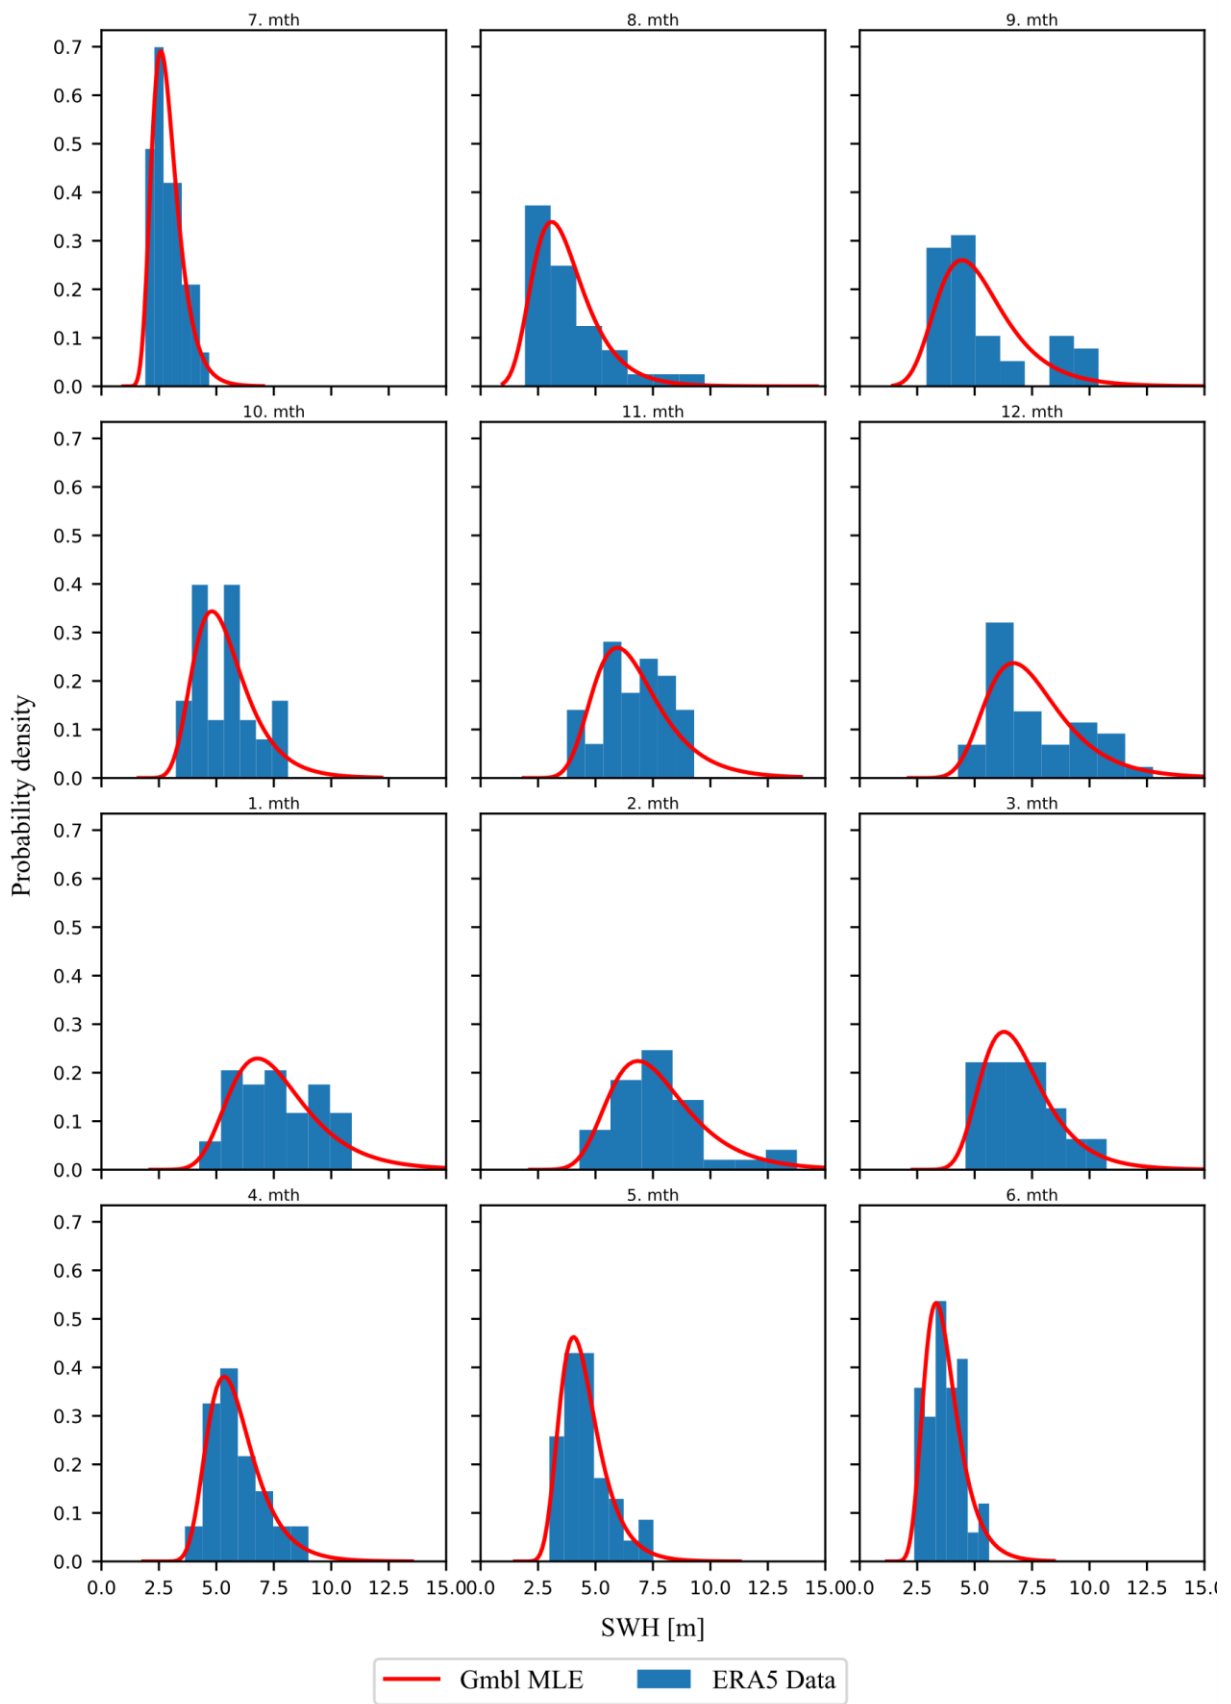 7. mth
8. mth
9. mth
0.7
0.6
0.5
0.4
0.3
0.2
0.1
0.0
10. mth
11. mth
12. mth
0.7
0.6
0.5
0.4
0.3
0.2
0.1
0.0
Probability density
1. mth
2. mth
3. mth
0.7
0.6
0.5
0.4
0.3
0.2
0.1
0.0
4. mth
5. mth
6. mth
0.7
0.6
0.5
0.4
0.3
0.2
0.1
0.0
0.0 2.5 5.0 7.5 10.0 12.5 15.0 0.0 2.5 5.0 7.5 10.0 12.5 15.0 0.0 2.5 5.0 7.5 10.0 12.5 15.0
SWH [m]
Gmbl MLE ERA5 Data